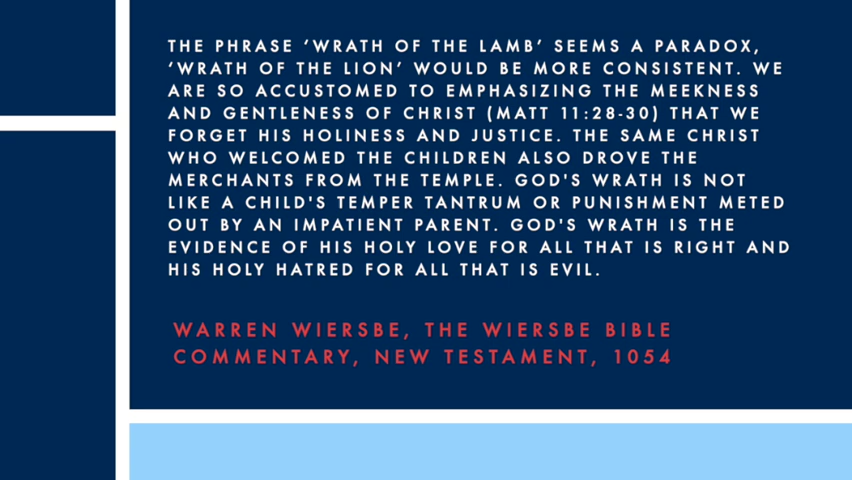 THE PHRASE ‘WRATH OF THE LAMB’ SEEMS A PARADOX,
‘WRATH OF THE LION’ WOULD BE MORE CONSISTENT. WE
ARE SO ACCUSTOMED TO EMPHASIZING THE MEEKNESS
AND GENTLENESS OF CHRIST (MATT 11:28-30) THAT WE
FORGET HIS HOLINESS AND JUSTICE. THE SAME CHRIST
WHO WELCOMED THE CHILDREN ALSO DROVE THE
MERCHANTS FROM THE TEMPLE. GOD'S WRATH IS NOT
LIKE A CHILD'S TEMPER TANTRUM OR PUNISHMENT METED
OUT BY AN IMPATIENT PARENT. GOD'S WRATH IS THE
EVIDENCE OF HIS HOLY LOVE FOR ALL THAT IS RIGHT AND
HIS HOLY HATRED FOR ALL THAT IS EVIL.
WARREN WIERSBE, THE WIERSBE BIBLE
COMMENTARY, NEW TESTAMENT, 1054